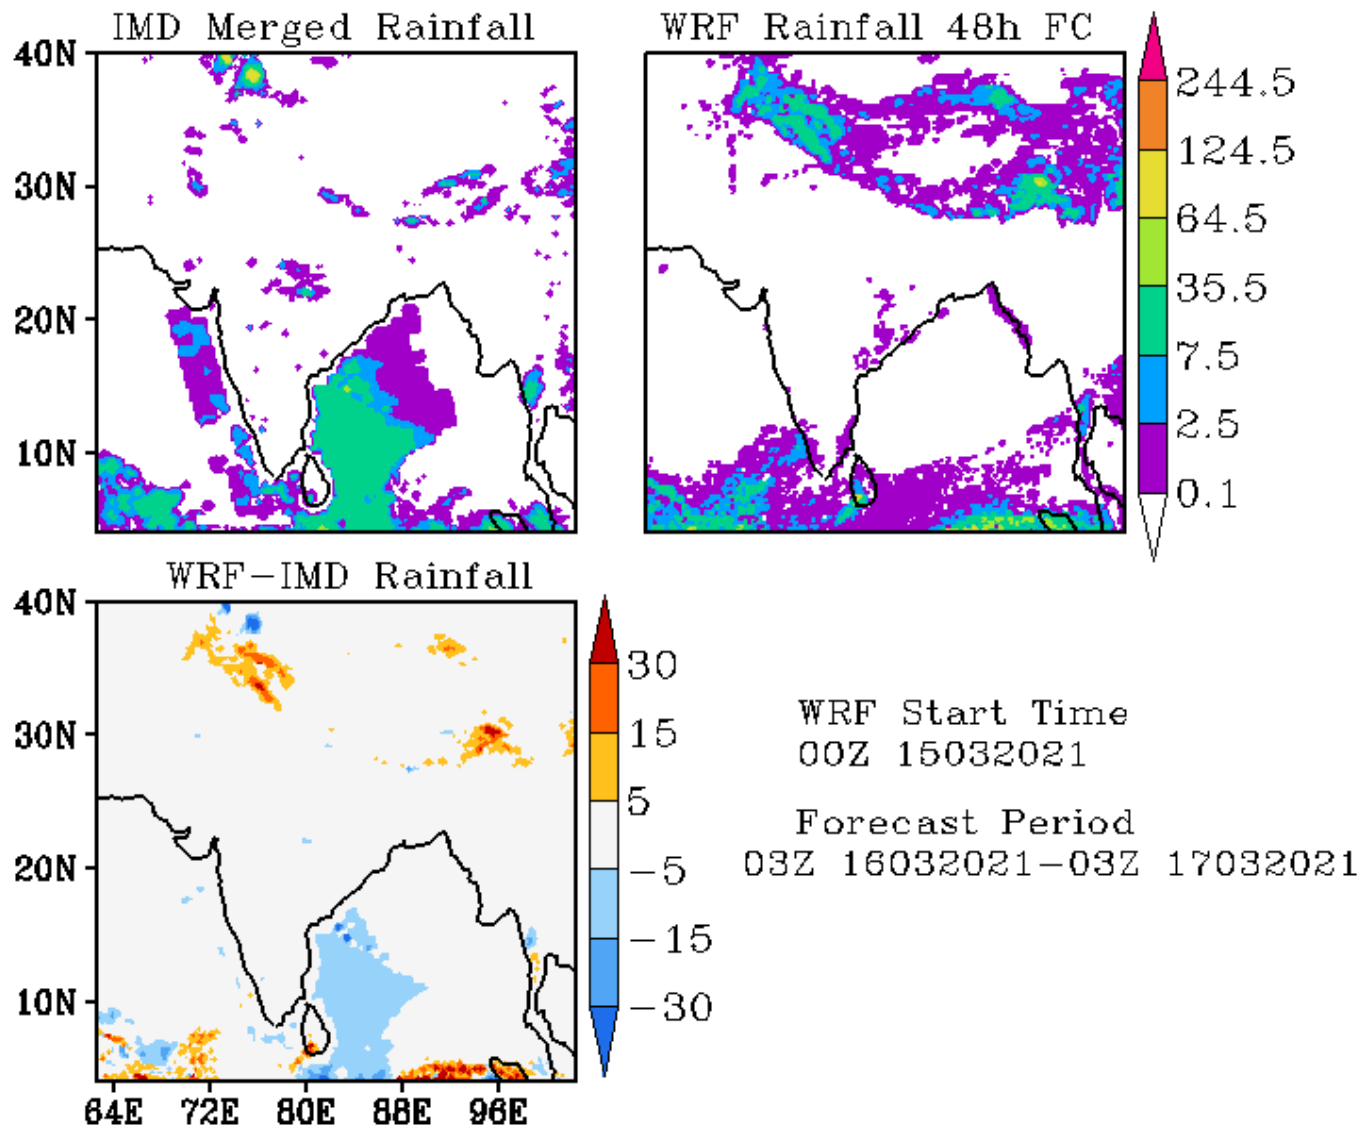 IMD Merged Rainfall
WRF Rainfall 48h FC
40N
30N
20N
10N
244.5
124.5
64.5
35.5
7.5
2.5
0.1
WRF-IMD Rainfall
40N
30N
20N
10N
64E 72E 80E 88E 96E
30
15
5
-5
-15
-30
WRF Start Time
00Z 15032021
Forecast Period
03Z 16032021-03Z 17032021